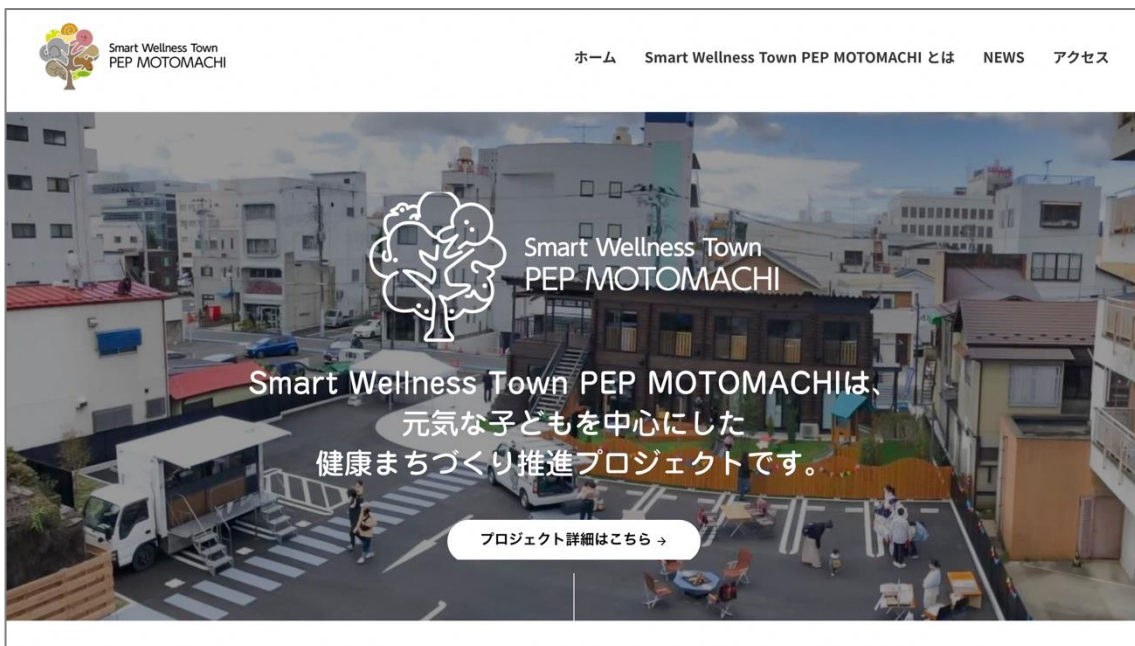 Smart Wellness Town
PEP MOTOMACHI
ホーム Smart Wellness Town PEP MOTOMACHI とは NEWS アクセス
Smart Wellness Town
PEP MOTOMACHI
Smart Wellness Town PEP MOTOMACHIは、
元気な子どもを中心にした
健康まちづくり推進プロジェクトです。
プロジェクト詳細はこちら →